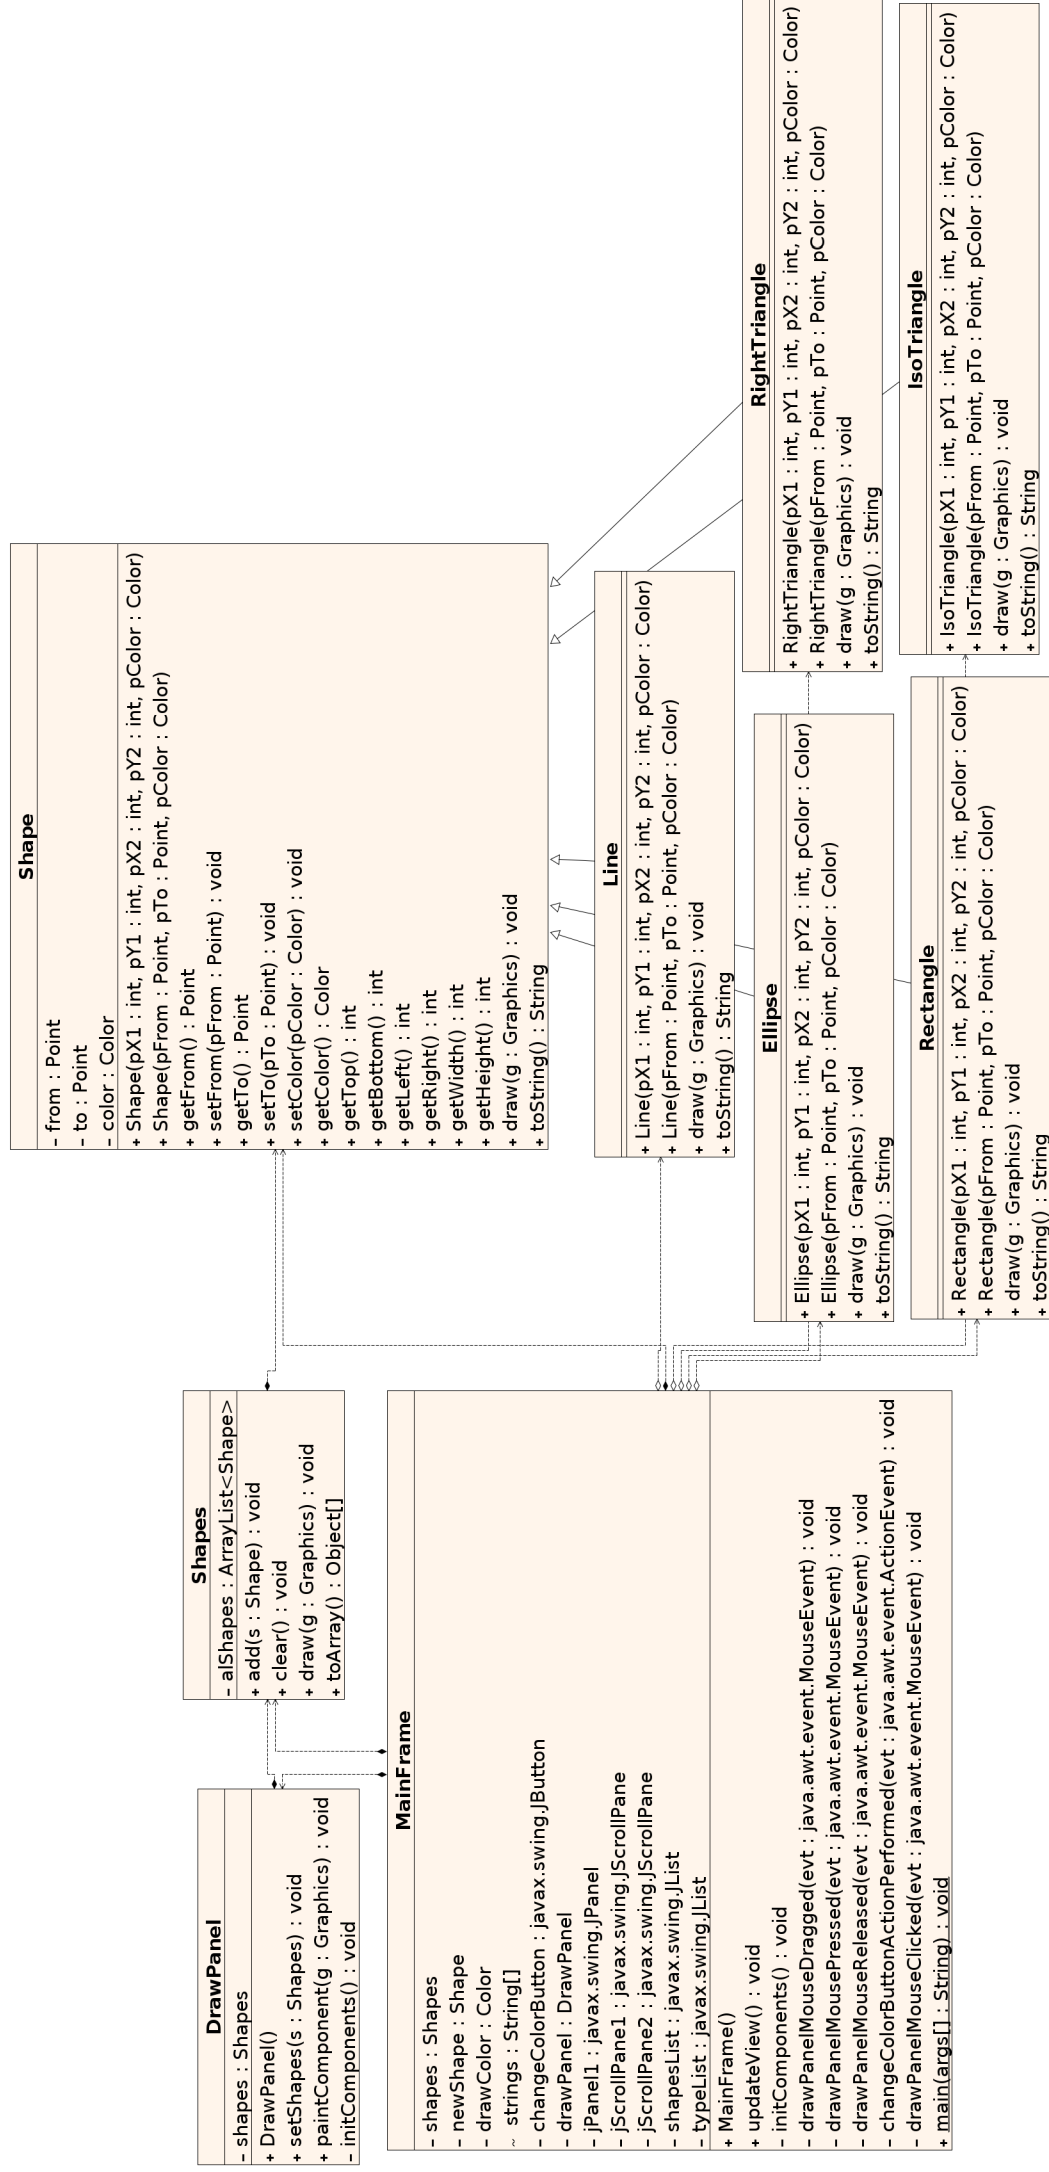 DrawPanel
– shapes : Shapes
+ DrawPanel()
+ setShapes(s : Shapes) : void
+ paintComponent(g : Graphics) : void
– initComponents() : void
Shapes
– alShapes : ArrayList<Shape>
+ add(s : Shape) : void
+ clear() : void
+ draw(g : Graphics) : void
+ toArray() : Object[]
MainFrame
– shapes : Shapes
– newShape : Shape
– drawColor : Color
~ strings : String[]
– changeColorButton : javax.swing.JButton
– drawPanel : DrawPanel
– jPanel1 : javax.swing.JPanel
– jScrollPane1 : javax.swing.JScrollPane
– jScrollPane2 : javax.swing.JScrollPane
– shapesList : javax.swing.JList
– typeList : javax.swing.JList
+ MainFrame()
+ updateView() : void
– initComponents() : void
– drawPanelMouseDragged(evt : java.awt.event.MouseEvent) : void
– drawPanelMousePressed(evt : java.awt.event.MouseEvent) : void
– drawPanelMouseReleased(evt : java.awt.event.MouseEvent) : void
– changeColorButtonActionPerformed(evt : java.awt.event.ActionEvent) : void
– drawPanelMouseClicked(evt : java.awt.event.MouseEvent) : void
+ main(args[] : String) : void
Shape
– from : Point
– to : Point
– color : Color
+ Shape(pX1 : int, pY1 : int, pX2 : int, pY2 : int, pColor : Color)
+ Shape(pFrom : Point, pTo : Point, pColor : Color)
+ getFrom() : Point
+ setFrom(pFrom : Point) : void
+ getTo() : Point
+ setTo(pTo : Point) : void
+ setColor(pColor : Color) : void
+ getColor() : Color
+ getTop() : int
+ getBottom() : int
+ getLeft() : int
+ getRight() : int
+ getWidth() : int
+ getHeight() : int
+ draw(g : Graphics) : void
+ toString() : String
Line
+ Line(pX1 : int, pY1 : int, pX2 : int, pY2 : int, pColor : Color)
+ Line(pFrom : Point, pTo : Point, pColor : Color)
+ draw(g : Graphics) : void
+ toString() : String
Ellipse
+ Ellipse(pX1 : int, pY1 : int, pX2 : int, pY2 : int, pColor : Color)
+ Ellipse(pFrom : Point, pTo : Point, pColor : Color)
+ draw(g : Graphics) : void
+ toString() : String
Rectangle
+ Rectangle(pX1 : int, pY1 : int, pX2 : int, pY2 : int, pColor : Color)
+ Rectangle(pFrom : Point, pTo : Point, pColor : Color)
+ draw(g : Graphics) : void
+ toString() : String
RightTriangle
+ RightTriangle(pX1 : int, pY1 : int, pX2 : int, pY2 : int, pColor : Color)
+ RightTriangle(pFrom : Point, pTo : Point, pColor : Color)
+ draw(g : Graphics) : void
+ toString() : String
IsoTriangle
+ IsoTriangle(pX1 : int, pY1 : int, pX2 : int, pY2 : int, pColor : Color)
+ IsoTriangle(pFrom : Point, pTo : Point, pColor : Color)
+ draw(g : Graphics) : void
+ toString() : String